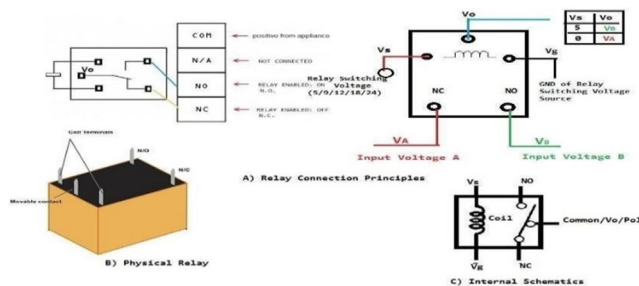 COM
positive from appliance
N/A
NOT CONNECTED
NO
RELAY ENABLED: ON
N.O.
NC
RELAY ENABLED: OFF
N.C.
Vo
Vo
Vs
Vg
Relay Switching
Voltage
(5/9/12/18/24)
NC
NO
GND of Relay
Switching Voltage
Source
VA
Input Voltage A
VB
Input Voltage B
Vs Vo
5 VB
0 VA
A) Relay Connection Principles
Coil Terminals
N/O
N/C
Movable contact
B) Physical Relay
Vs
NO
Coil
Common/Vo/Pol
Vg
NC
C) Internal Schematics